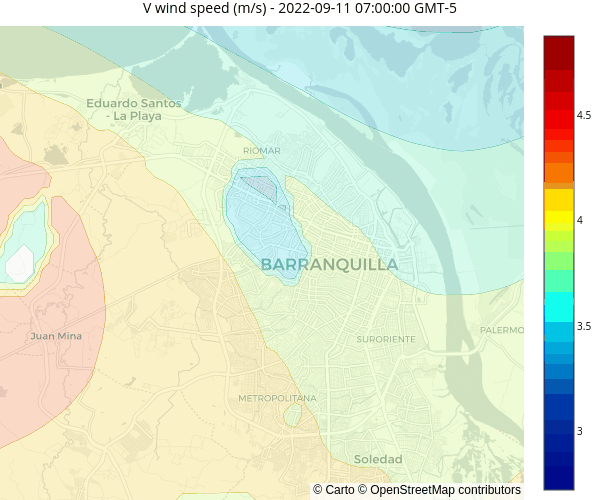 V wind speed (m/s) - 2022-09-11 07:00:00 GMT-5
Eduardo Santos
- La Playa
RIOMAR
BARRANQUILLA
Juan Mina
SURORIENTE
PALERMO
METROPOLITANA
Soledad
4.5
4
3.5
3
© Carto © OpenStreetMap contributors